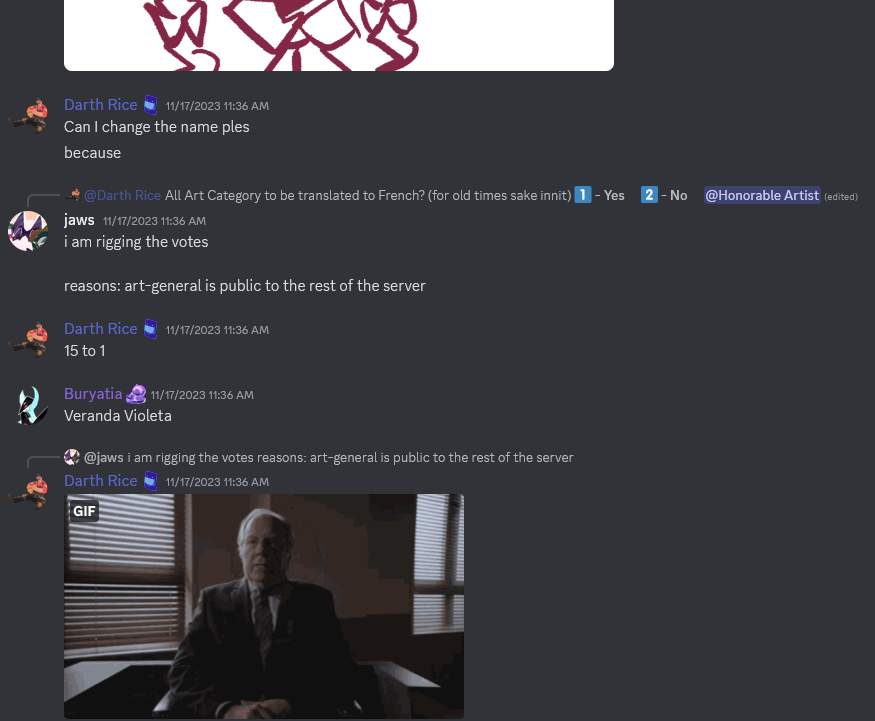 Darth Rice 11/17/2023 11:36 AM
Can I change the name ples
because
@Darth Rice All Art Category to be translated to French? (for old times sake innit) 1 - Yes 2 - No @Honorable Artist (edited)
jaws 11/17/2023 11:36 AM
i am rigging the votes
reasons: art-general is public to the rest of the server
Darth Rice 11/17/2023 11:36 AM
15 to 1
Buryatia 11/17/2023 11:36 AM
Veranda Violeta
@jaws i am rigging the votes reasons: art-general is public to the rest of the server
Darth Rice 11/17/2023 11:36 AM
GIF